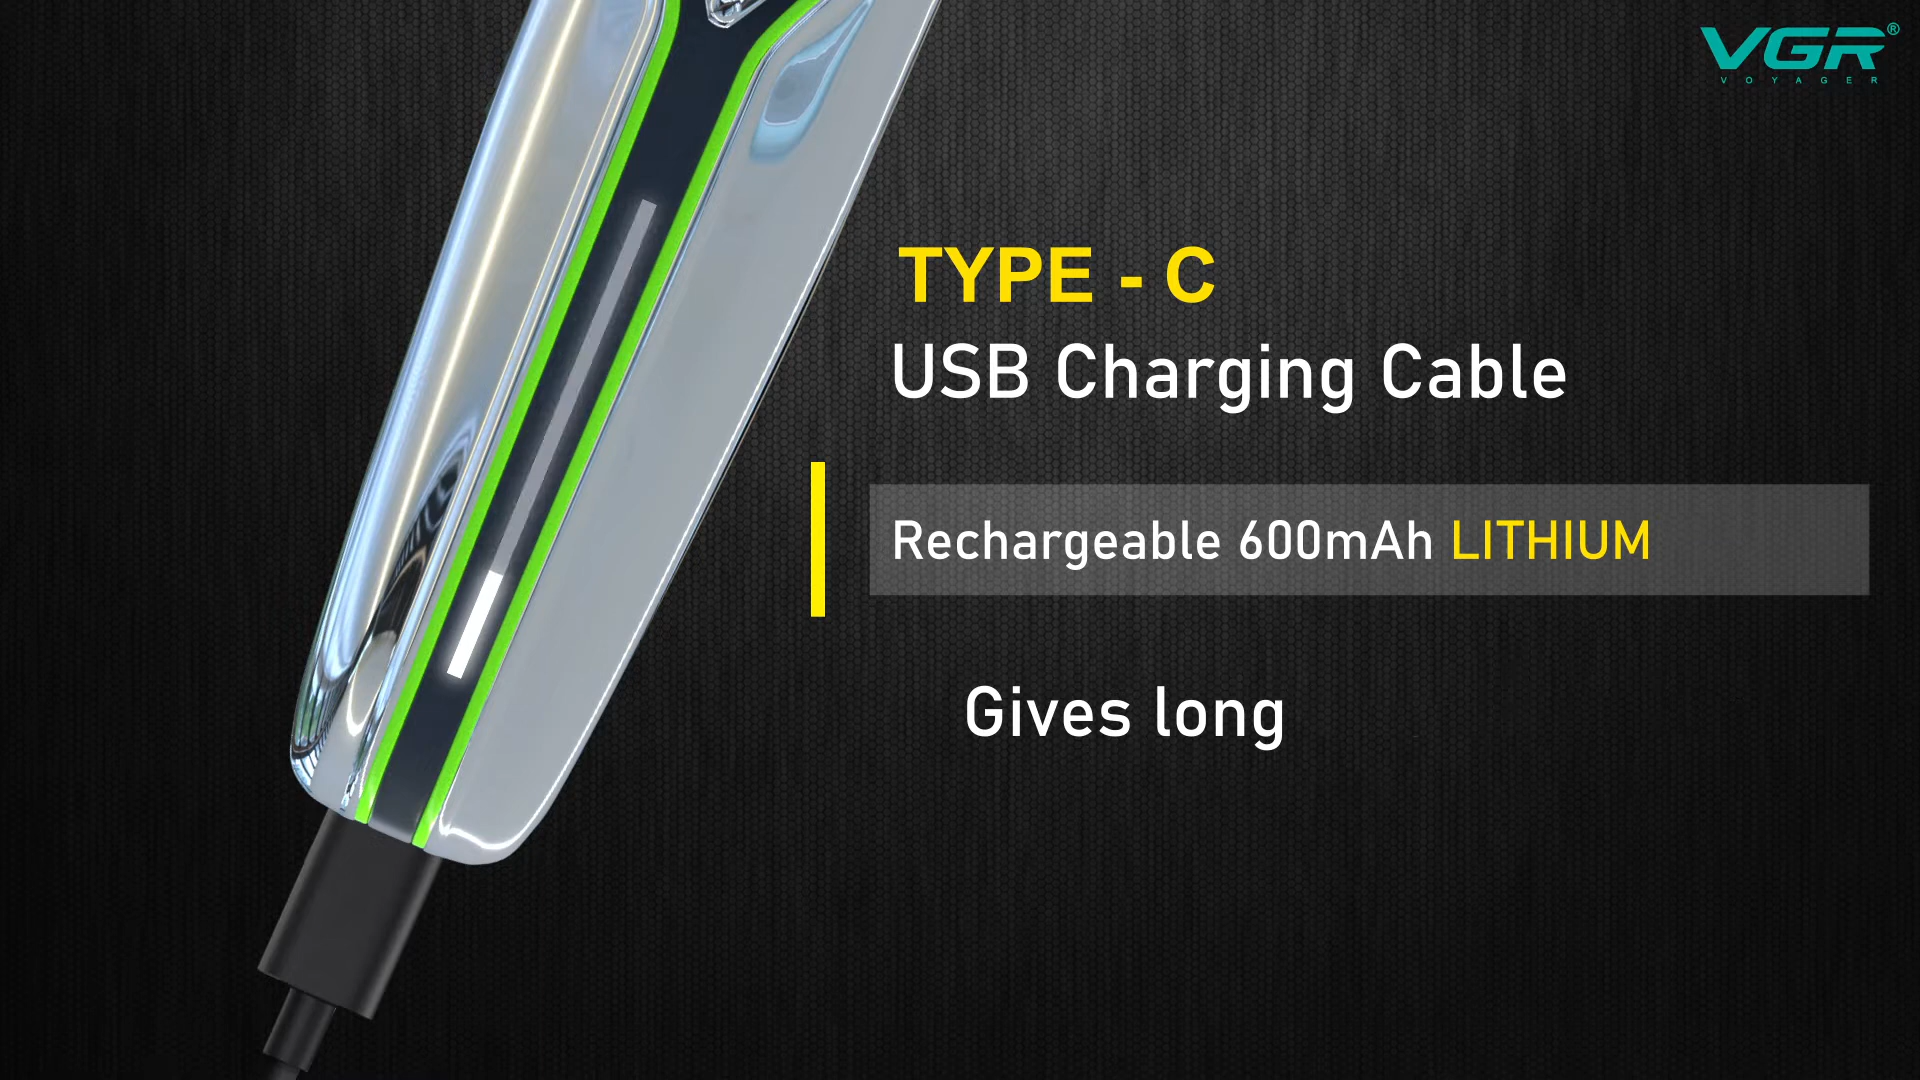 VGR®
VOYAGER
TYPE - C
USB Charging Cable
Rechargeable 600mAh LITHIUM
Gives long